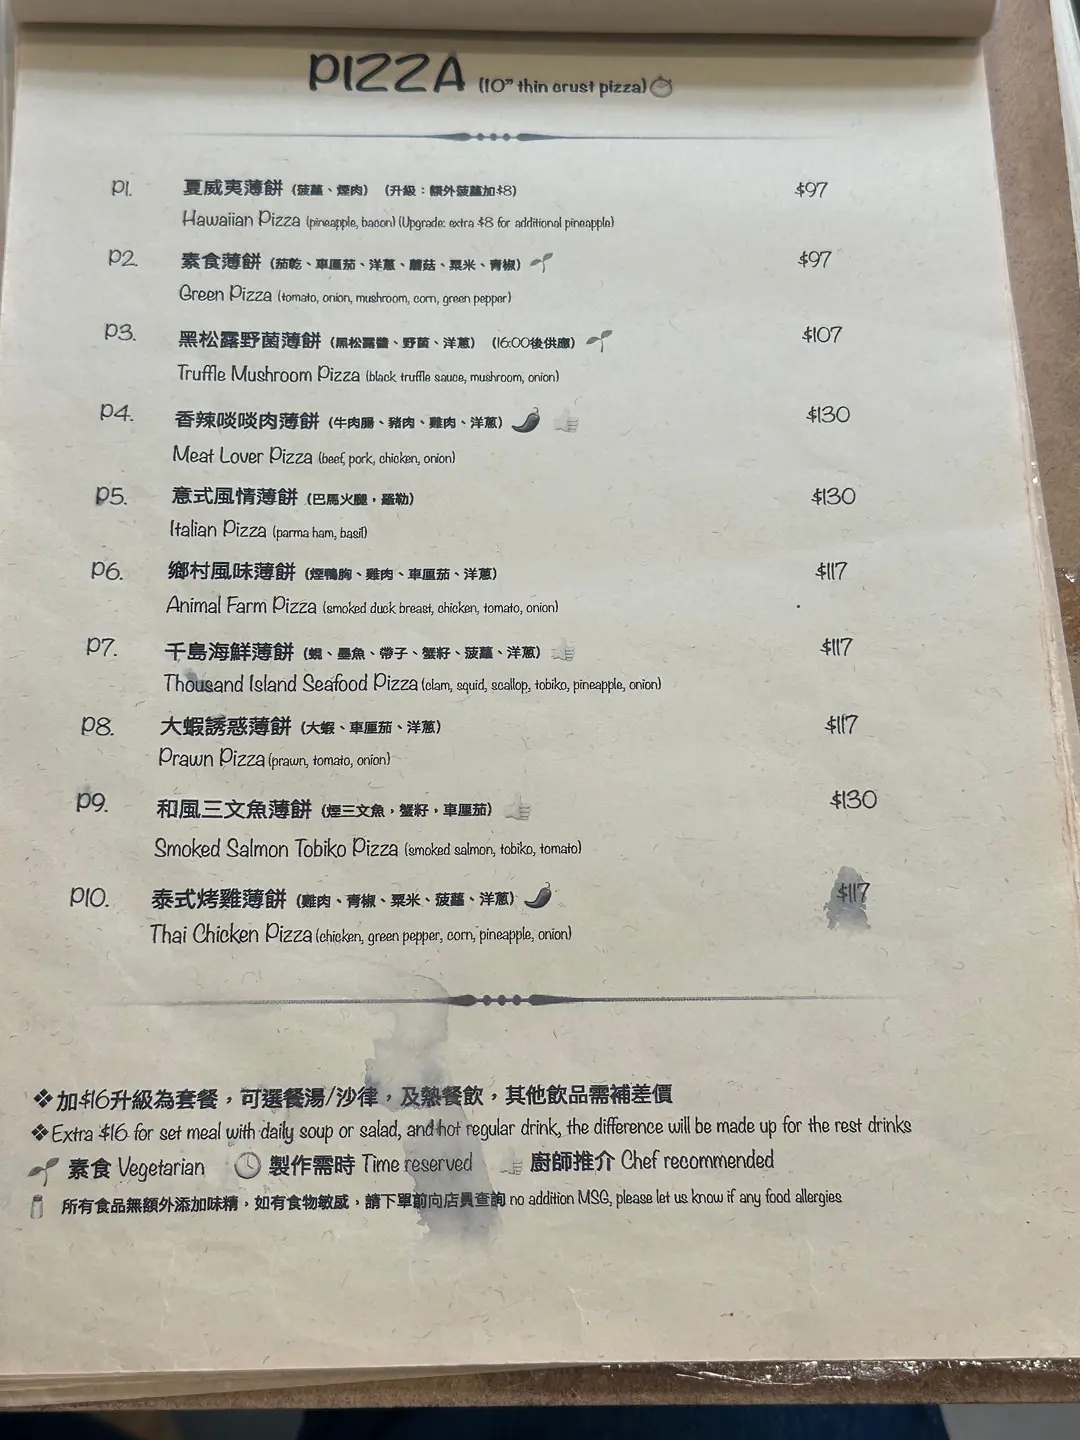 PIZZA (10" thin crust pizza)
P1. 夏威夷薄餅 (菠蘿、煙肉) (升級：額外菠蘿加$8) $97
Hawaiian Pizza (pineapple, bacon) (Upgrade: extra $8 for additional pineapple)
P2. 素食薄餅 (茄乾、車厘茄、洋蔥、蘑菇、粟米、青椒) $97
Green Pizza (tomato, onion, mushroom, corn, green pepper)
P3. 黑松露野菌薄餅 (黑松露醬、野菌、洋蔥) (16:00後供應) $107
Truffle Mushroom Pizza (black truffle sauce, mushroom, onion)
P4. 香辣啖啖肉薄餅 (牛肉腸、豬肉、雞肉、洋蔥) $130
Meat Lover Pizza (beef, pork, chicken, onion)
P5. 意式風情薄餅 (巴馬火腿，羅勒) $130
Italian Pizza (parma ham, basil)
P6. 鄉村風味薄餅 (煙鴨胸、雞肉、車厘茄、洋蔥) $117
Animal Farm Pizza (smoked duck breast, chicken, tomato, onion)
P7. 千島海鮮薄餅 (蜆、墨魚、帶子、蟹籽、菠蘿、洋蔥) $117
Thousand Island Seafood Pizza (clam, squid, scallop, tobiko, pineapple, onion)
P8. 大蝦誘惑薄餅 (大蝦、車厘茄、洋蔥) $117
Prawn Pizza (prawn, tomato, onion)
P9. 和風三文魚薄餅 (煙三文魚，蟹籽，車厘茄) $130
Smoked Salmon Tobiko Pizza (smoked salmon, tobiko, tomato)
P10. 泰式烤雞薄餅 (雞肉、青椒、粟米、菠蘿、洋蔥) $117
Thai Chicken Pizza (chicken, green pepper, corn, pineapple, onion)
❖加$16升級為套餐，可選餐湯/沙律，及熱餐飲，其他飲品需補差價
❖Extra $16 for set meal with daily soup or salad, and hot regular drink, the difference will be made up for the rest drinks
素食 Vegetarian 製作需時 Time reserved 廚師推介 Chef recommended
所有食品無額外添加味精，如有食物敏感，請下單前向店員查詢 no addition MSG, please let us know if any food allergies